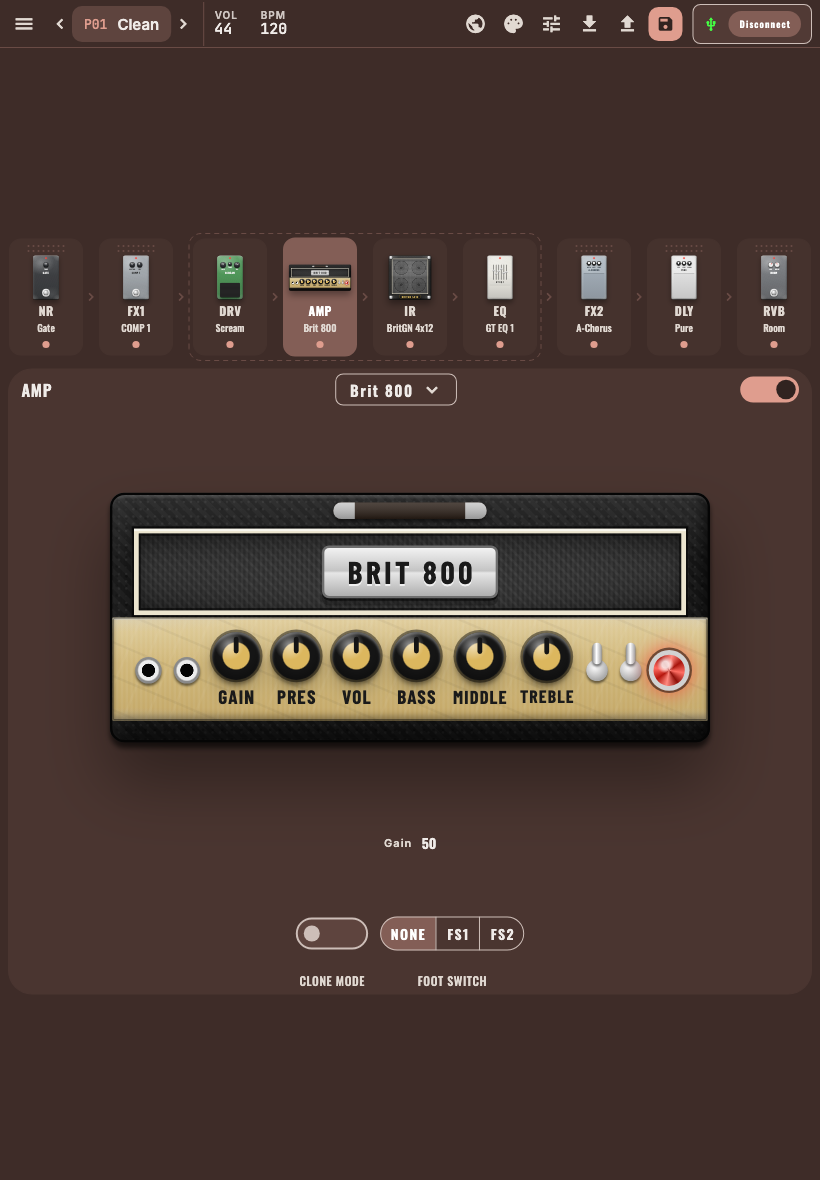 P01 Clean
VOL
44
BPM
120
Disconnect
NR
Gate
FX1
COMP 1
DRV
Scream
AMP
Brit 800
IR
BritGN 4x12
EQ
GT EQ 1
FX2
A-Chorus
DLY
Pure
RVB
Room
AMP
Brit 800
BRIT 800
GAIN PRES VOL BASS MIDDLE TREBLE
Gain 50
NONE FS1 FS2
CLONE MODE FOOT SWITCH